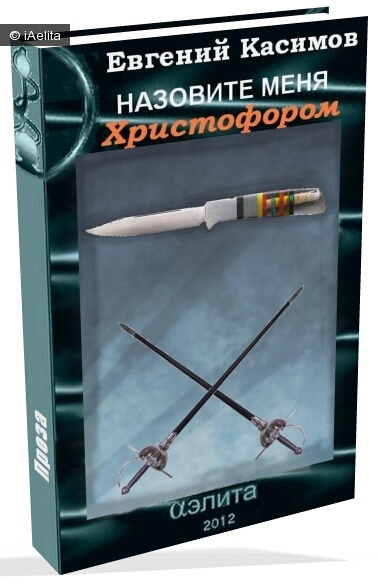 © iAelita
Евгений Касимов
НАЗОВИТЕ МЕНЯ
Христофором
Проза
αэлита
2012